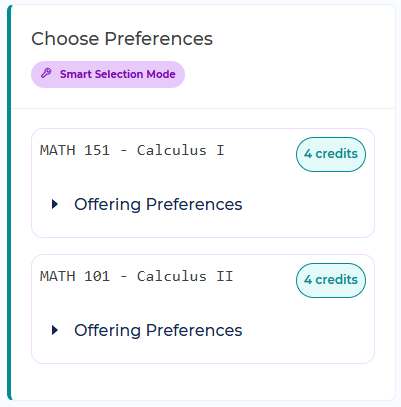 Choose Preferences
Smart Selection Mode
MATH 151 - Calculus I
4 credits
Offering Preferences
MATH 101 - Calculus II
4 credits
Offering Preferences